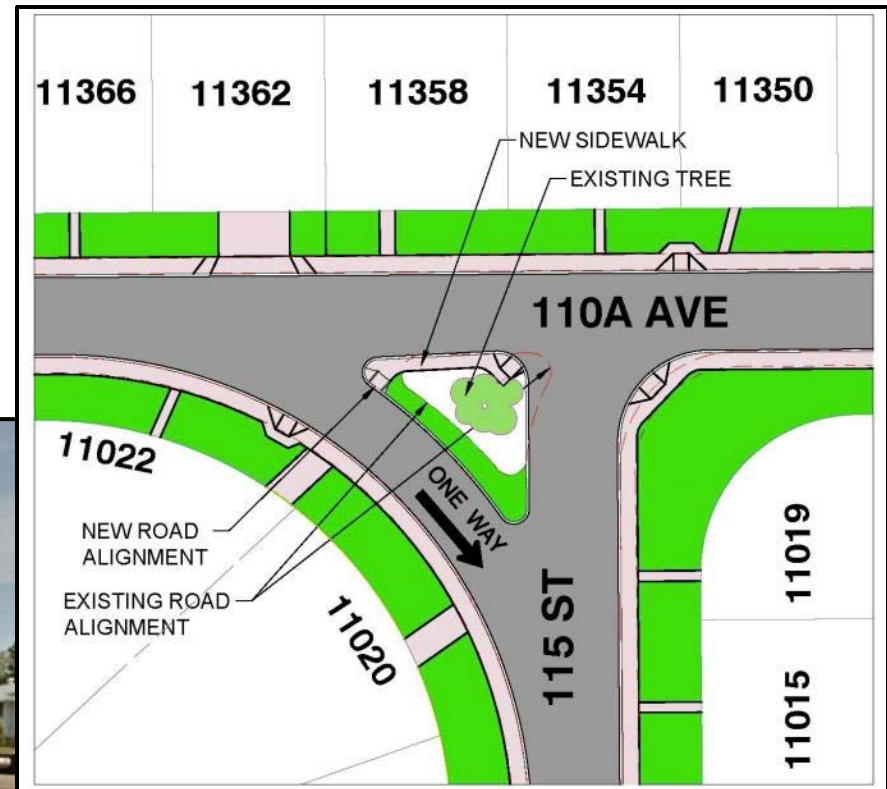 11366 11362 11358 11354 11350
NEW SIDEWALK
EXISTING TREE
110A AVE
11022
ONE WAY
NEW ROAD
ALIGNMENT
EXISTING ROAD
ALIGNMENT
11020
115 ST
11019
11015